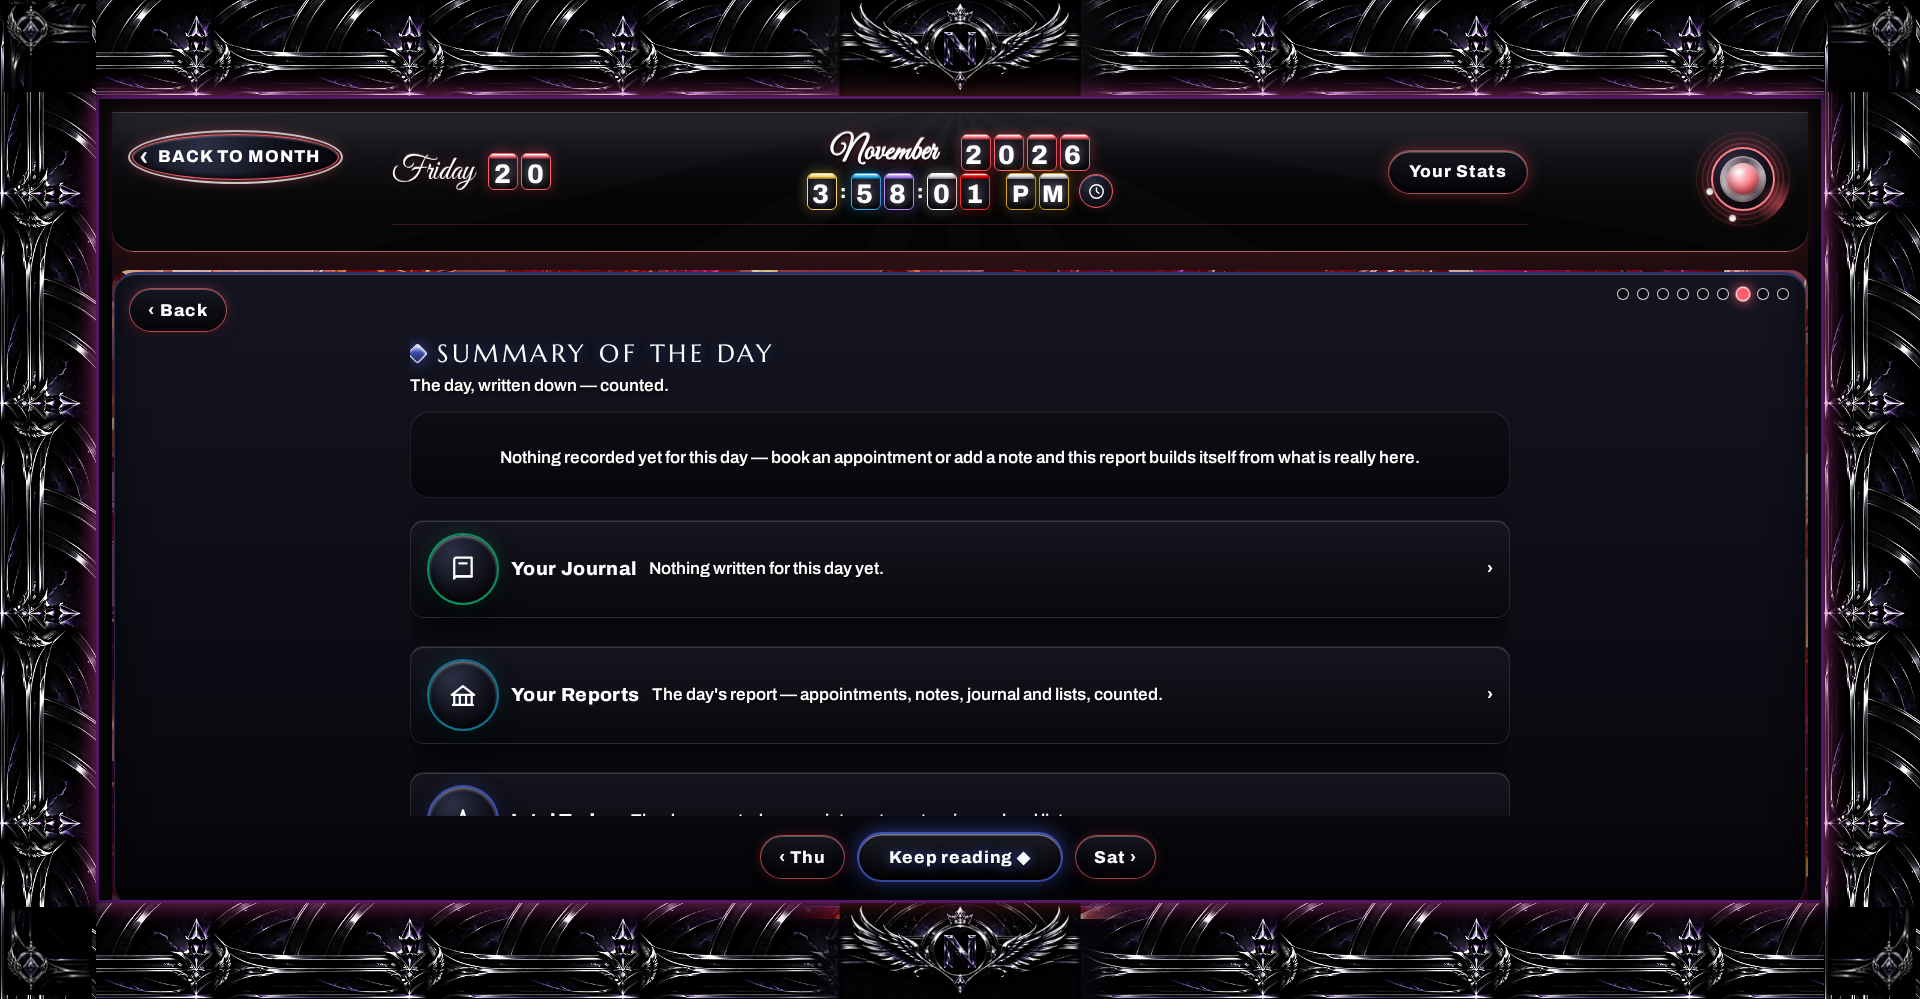 N
‹ BACK TO MONTH
Friday 20
November 2026
3:58:01 PM
Your Stats
‹ Back
SUMMARY OF THE DAY
The day, written down — counted.
Nothing recorded yet for this day — book an appointment or add a note and this report builds itself from what is really here.
Your Journal Nothing written for this day yet. ›
Your Reports The day's report — appointments, notes, journal and lists, counted. ›
‹ Thu
Keep reading ◆
Sat ›
N